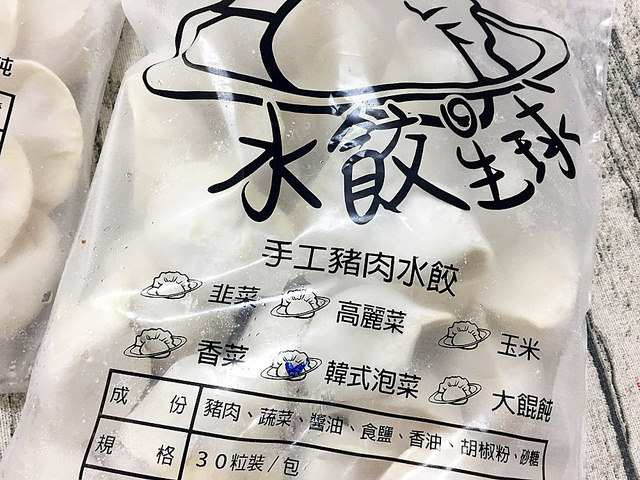 水餃星球
手工豬肉水餃
韭菜 高麗菜 玉米
香菜 韓式泡菜 大餛飩
成份 豬肉、蔬菜、醬油、食鹽、香油、胡椒粉、砂糖
規格 30粒裝/包
飩